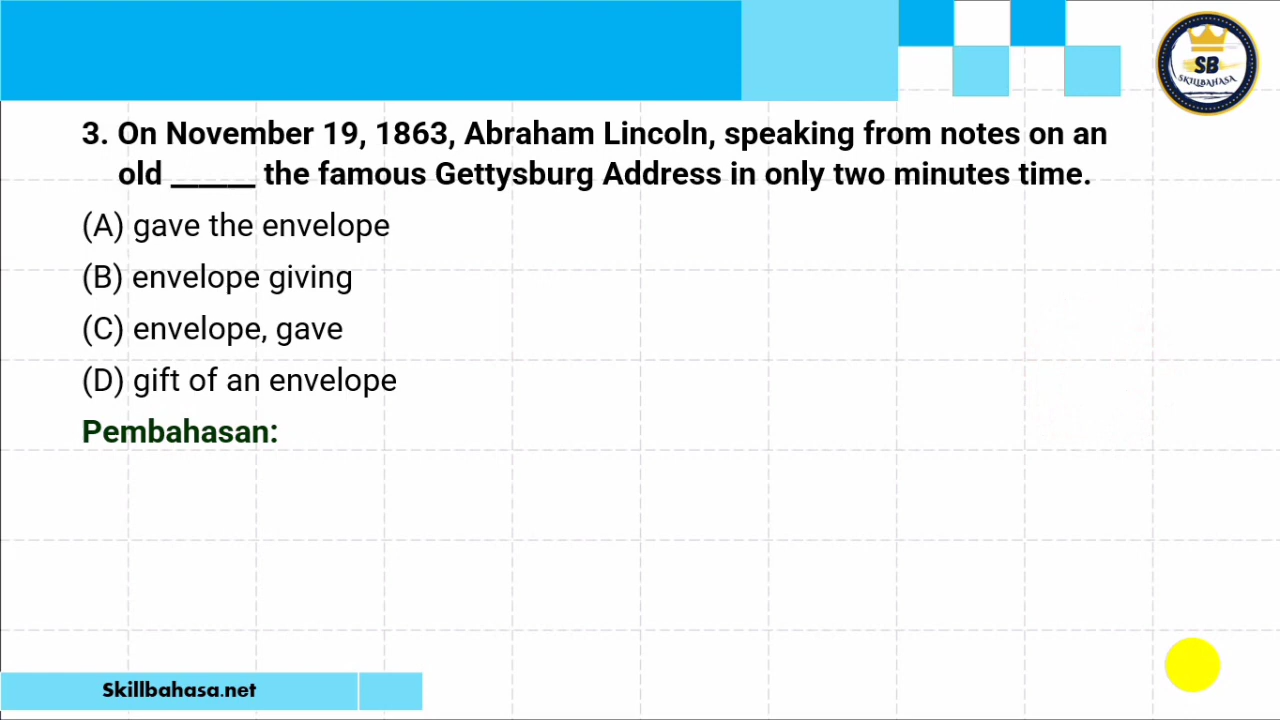 SB
SKILLBAHASA
3. On November 19, 1863, Abraham Lincoln, speaking from notes on an
old ______ the famous Gettysburg Address in only two minutes time.
(A) gave the envelope
(B) envelope giving
(C) envelope, gave
(D) gift of an envelope
Pembahasan:
Skillbahasa.net